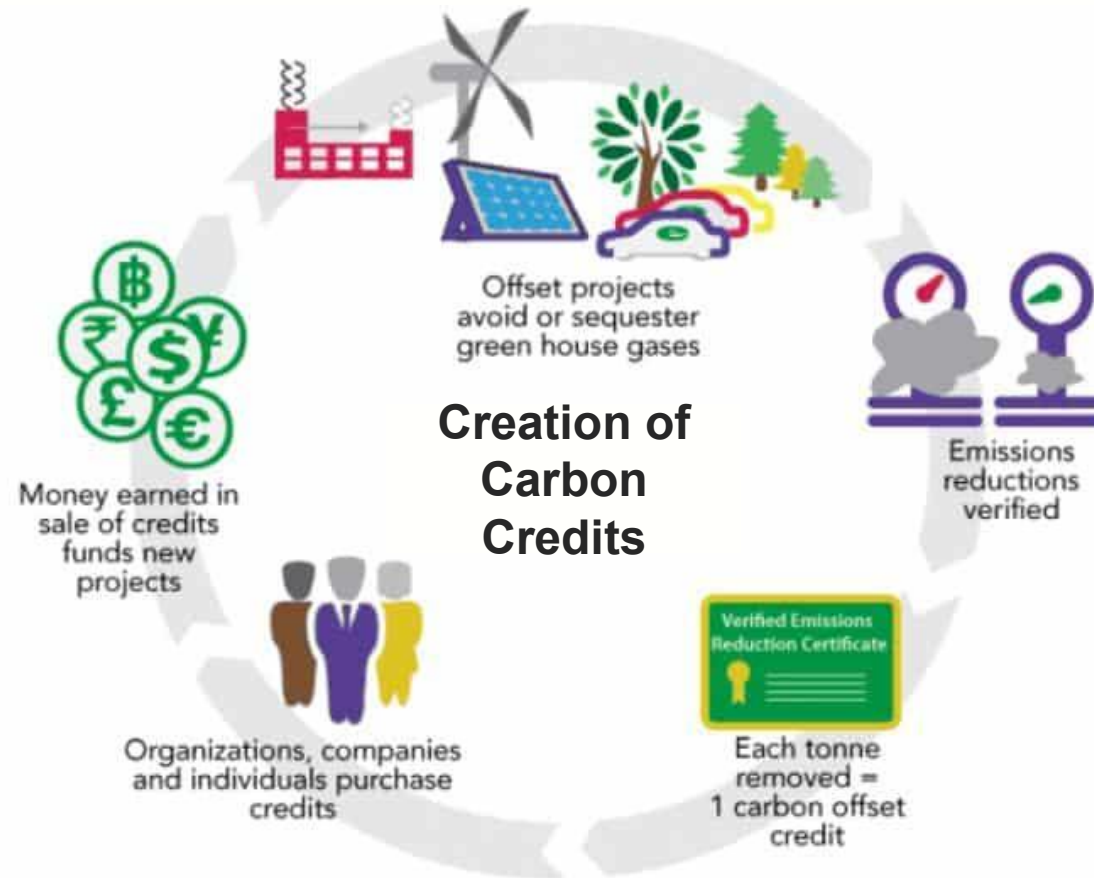 Offset projects
avoid or sequester
green house gases
Creation of
Carbon
Credits
Emissions
reductions
verified
Verified Emissions
Reduction Certificate
Each tonne
removed =
1 carbon offset
credit
Organizations, companies
and individuals purchase
credits
Money earned in
sale of credits
funds new
projects
฿
₹
¥
$
£
€